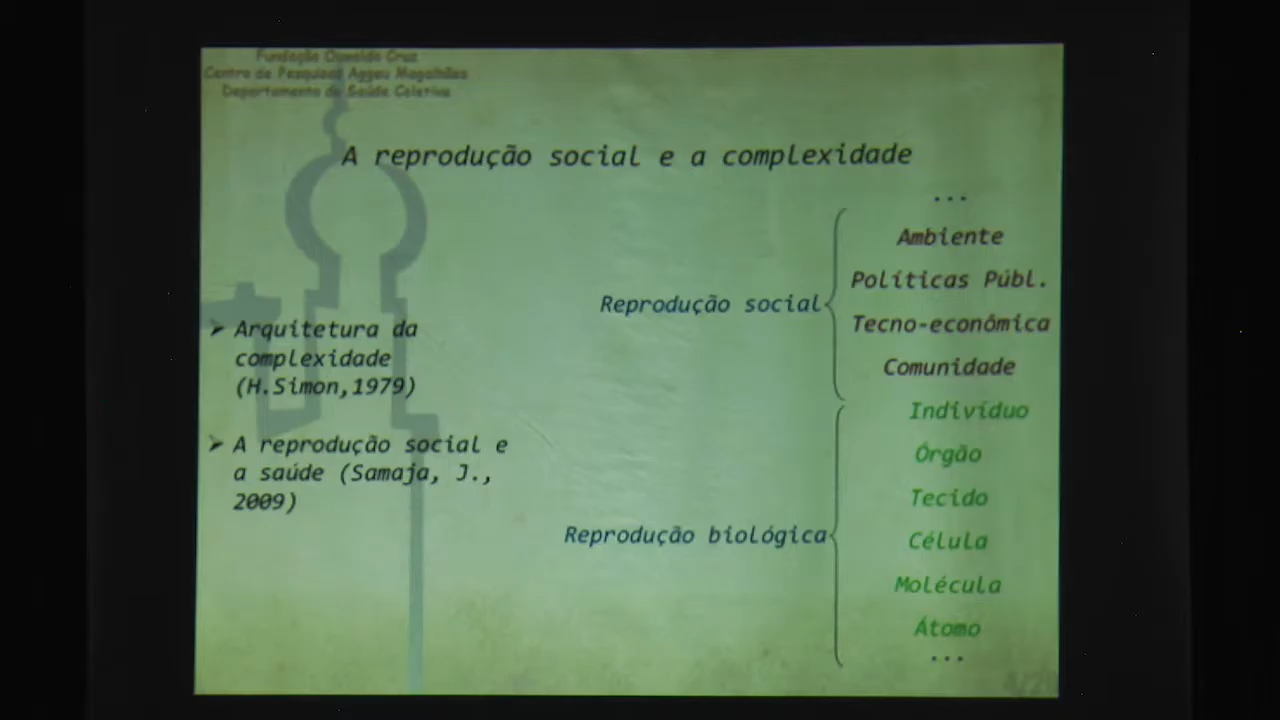 Fundação Oswaldo Cruz
Centro de Pesquisas Aggeu Magalhães
Departamento de Saúde Coletiva
A reprodução social e a complexidade
...
Ambiente
Políticas Públ.
Reprodução social
Tecno-econômica
➢ Arquitetura da
complexidade
(H.Simon,1979)
Comunidade
Indivíduo
➢ A reprodução social e
a saúde (Samaja, J.,
2009)
Órgão
Tecido
Reprodução biológica
Célula
Molécula
Átomo
...